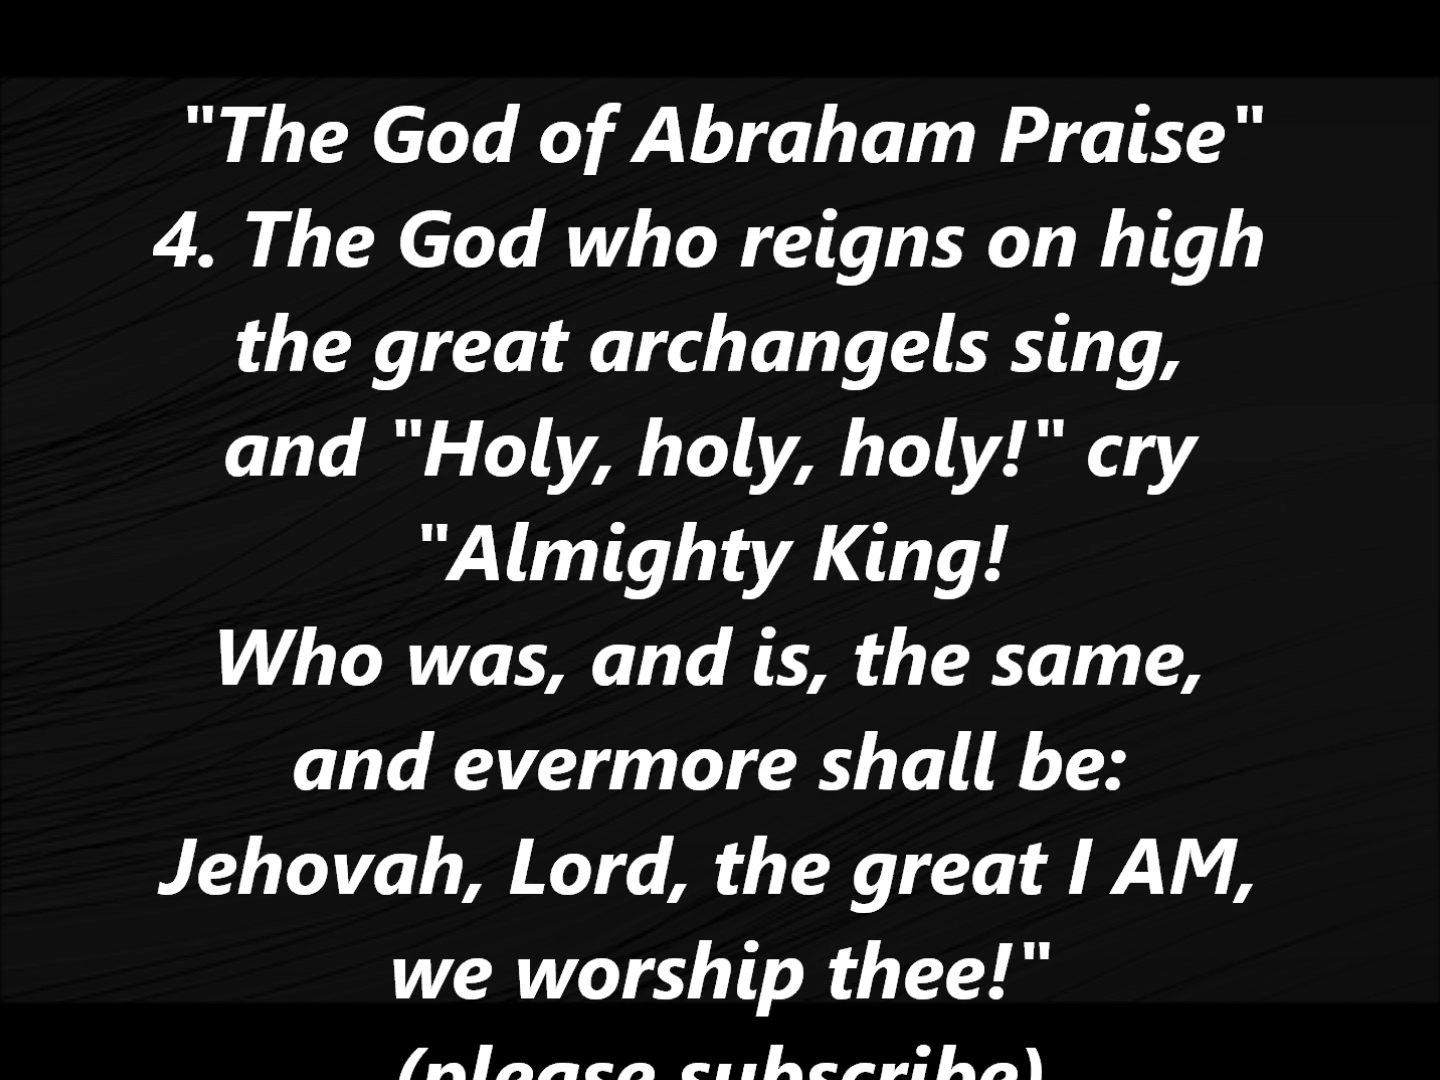 "The God of Abraham Praise"
4. The God who reigns on high
the great archangels sing,
and "Holy, holy, holy!" cry
"Almighty King!
Who was, and is, the same,
and evermore shall be:
Jehovah, Lord, the great I AM,
we worship thee!"
(please subscribe)